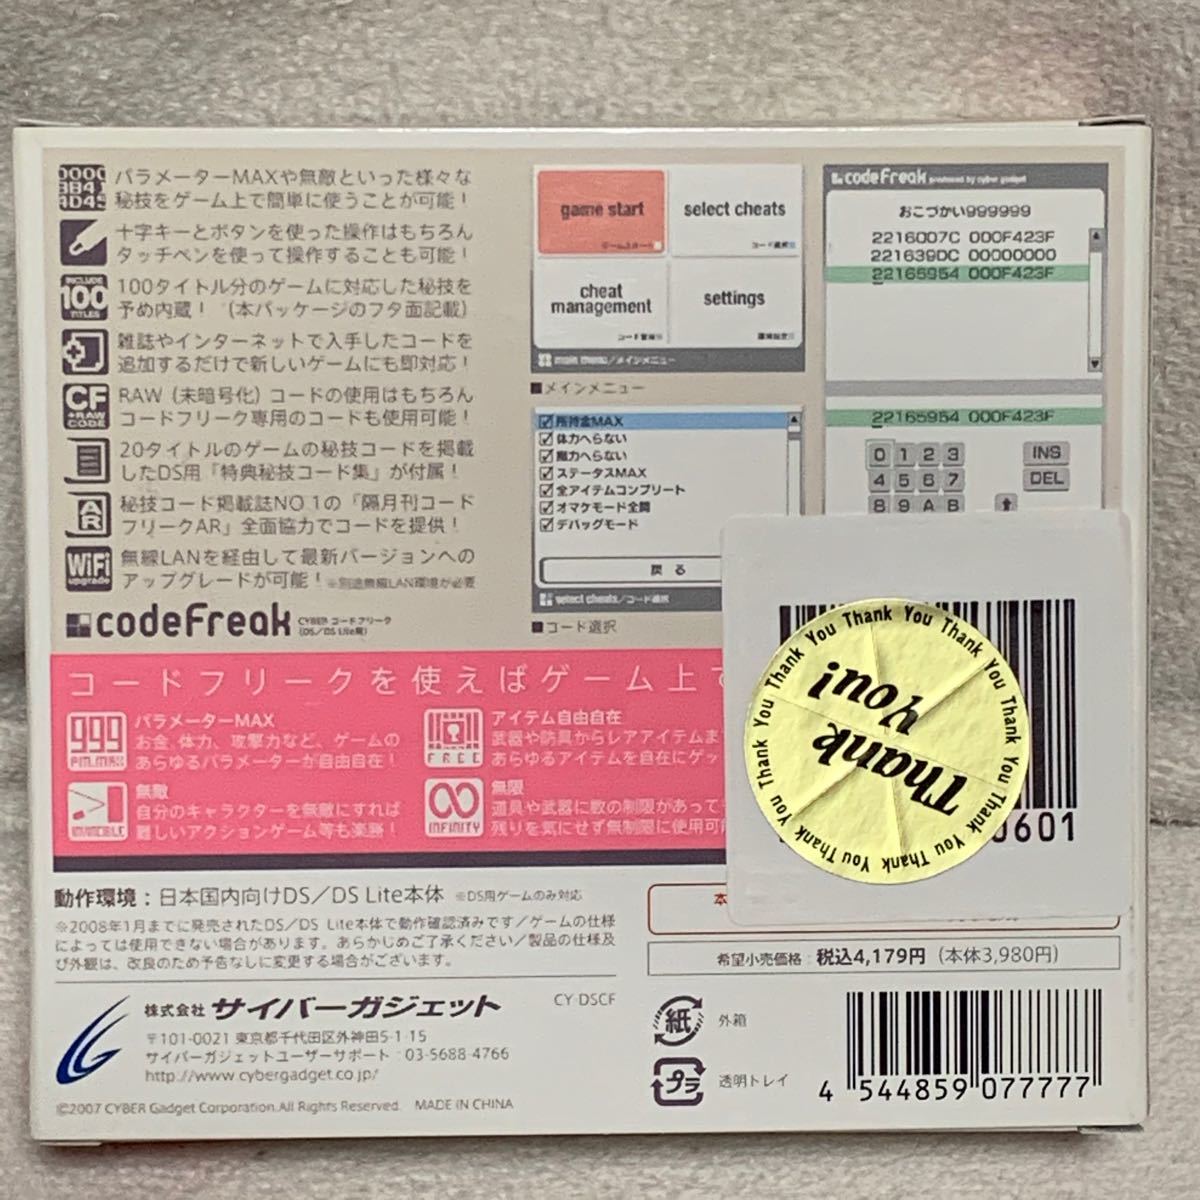 パラメーターMAXや無敵といった様々な
秘技をゲーム上で簡単に使うことが可能！
十字キーとボタンを使った操作はもちろん
タッチペンを使って操作することも可能！
INCLUDE
100
TITLES
100タイトル分のゲームに対応した秘技を
予め内蔵！（本パッケージのフタ面記載）
雑誌やインターネットで入手したコードを
追加するだけで新しいゲームにも即対応！
CF
+RAW
CODE
RAW（未暗号化）コードの使用はもちろん
コードフリーク専用のコードも使用可能！
20タイトルのゲームの秘技コードを掲載
したDS用『特典秘技コード集』が付属！
AR
秘技コード掲載誌NO.1の『隔月刊コード
フリークAR』全面協力でコードを提供！
WiFi
upgrade
無線LANを経由して最新バージョンへの
アップグレードが可能！※別途無線LAN環境が必要
codeFreak
CYBER コードフリーク
(DS/DS Lite用)
game start
select cheats
コード選択
cheat
management
settings
main menu/メインメニュー
■メインメニュー
所持金MAX
体力へらない
魔力へらない
ステータスMAX
全アイテムコンプリート
オマケモード全開
デバッグモード
戻る
select cheats/コード選択
■コード選択
codeFreak produced by cyber gadget
おこづかい999999
2216007C 000F423F
221639DC 00000000
22165954 000F423F
22165954 000F423F
0 1 2 3
4 5 6 7
8 9 A B
INS
DEL
コードフリークを使えばゲーム上で
999
PM.MAX
パラメーターMAX
お金、体力、攻撃力など、ゲームの
あらゆるパラメーターが自由自在！
FREE
アイテム自由自在
武器や防具からレアアイテムま
あらゆるアイテムを自在にゲッ
INVINCIBLE
無敵
自分のキャラクターを無敵にすれば
難しいアクションゲーム等も楽勝！
INFINITY
無限
道具や武器に数の制限があって
残りを気にせず無制限に使用可
Thank You Thank You Thank You Thank You Thank You Thank You Thank You Thank You
Thank
You!
0601
動作環境：日本国内向けDS/DS Lite本体 ※DS用ゲームのみ対応
※2008年1月までに発売されたDS/DS Lite本体で動作確認済みです/ゲームの仕様
によっては使用できない場合があります。あらかじめご了承ください/製品の仕様及
び外観は、改良のため予告なしに変更する場合がございます。
本
希望小売価格：税込4,179円（本体3,980円）
株式会社サイバーガジェット
CY-DSCF
〒101-0021 東京都千代田区外神田5-1-15
サイバーガジェットユーザーサポート：03-5688-4766
http://www.cybergadget.co.jp/
©2007 CYBER Gadget Corporation.All Rights Reserved. MADE IN CHINA
紙
外箱
プラ
透明トレイ
4 544859 077777